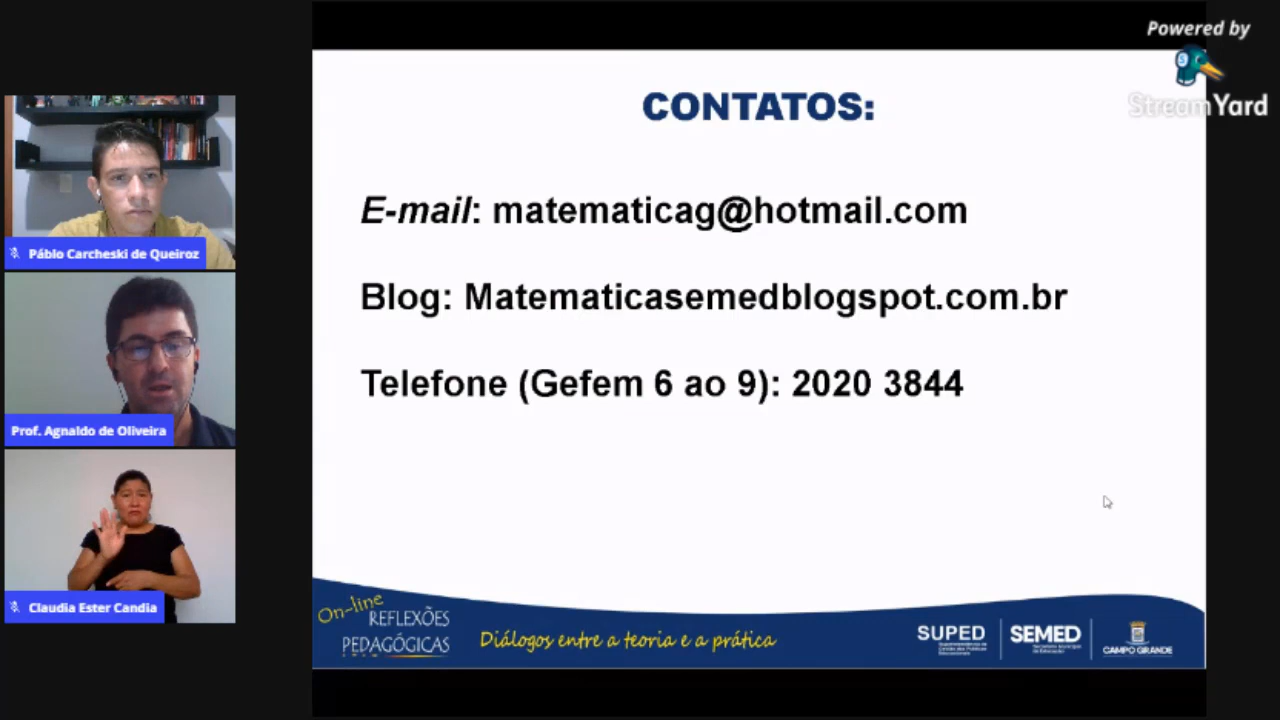 Powered by
StreamYard
CONTATOS:
E-mail: matematicag@hotmail.com
Blog: Matematicasemedblogspot.com.br
Telefone (Gefem 6 ao 9): 2020 3844
Páblo Carcheski de Queiroz
Prof. Agnaldo de Oliveira
Claudia Ester Candia
On-line
REFLEXÕES
PEDAGÓGICAS
Diálogos entre a teoria e a prática
SUPED
SEMED
CAMPO GRANDE